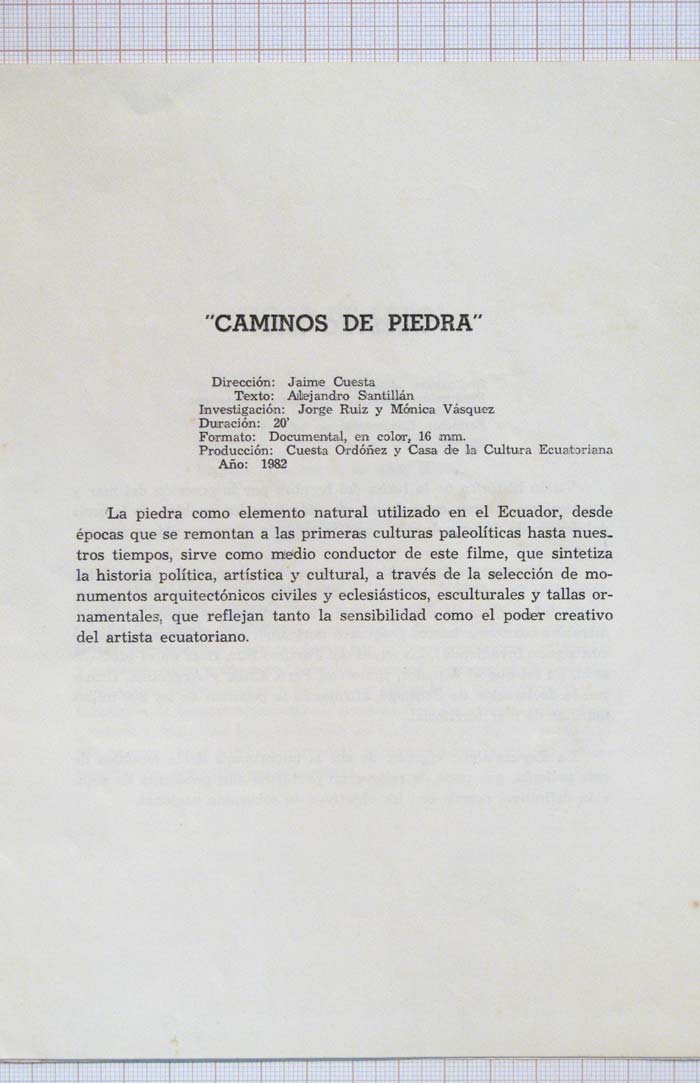 "CAMINOS DE PIEDRA"
Dirección: Jaime Cuesta
Texto: Alejandro Santillán
Investigación: Jorge Ruiz y Mónica Vásquez
Duración: 20'
Formato: Documental, en color, 16 mm.
Producción: Cuesta Ordóñez y Casa de la Cultura Ecuatoriana
Año: 1982
La piedra como elemento natural utilizado en el Ecuador, desde
épocas que se remontan a las primeras culturas paleolíticas hasta nues-
tros tiempos, sirve como medio conductor de este filme, que sintetiza
la historia política, artística y cultural, a través de la selección de mo-
numentos arquitectónicos civiles y eclesiásticos, esculturales y tallas or-
namentales, que reflejan tanto la sensibilidad como el poder creativo
del artista ecuatoriano.